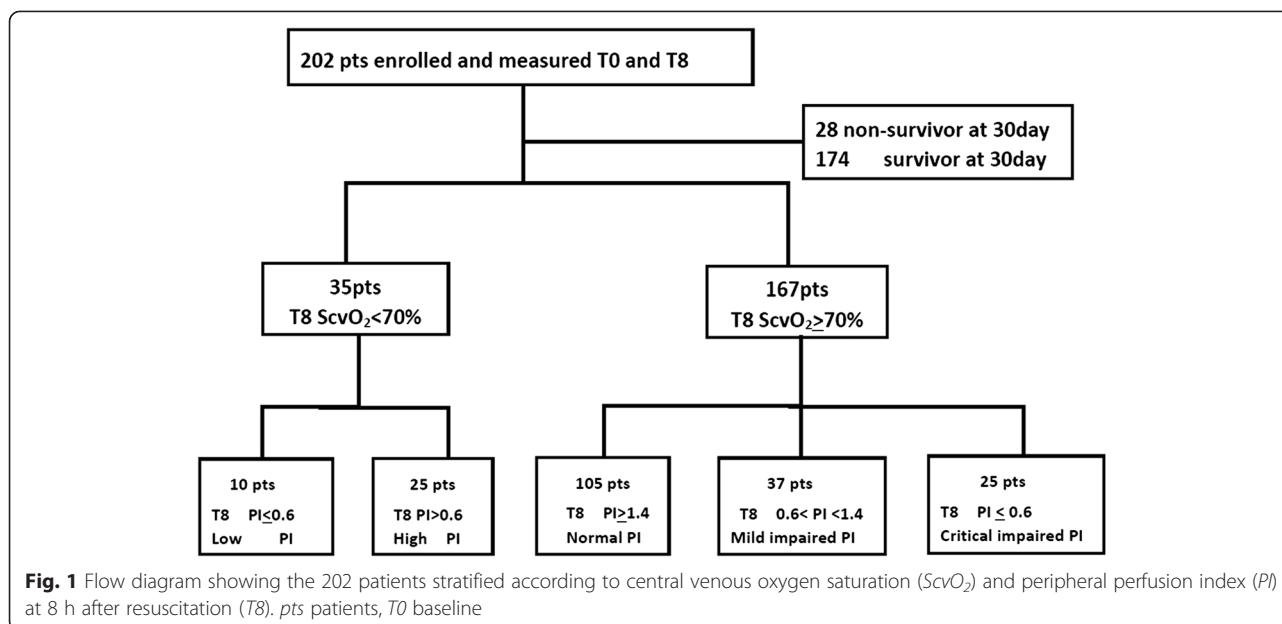 202 pts enrolled and measured T0 and T8
28 non-survivor at 30day
174 survivor at 30day
35pts
T8 ScvO₂<70%
167pts
T8 ScvO₂≥70%
10 pts
T8 PI≤0.6
Low PI
25 pts
T8 PI>0.6
High PI
105 pts
T8 PI≥1.4
Normal PI
37 pts
T8 0.6< PI <1.4
Mild impaired PI
25 pts
T8 PI ≤ 0.6
Critical impaired PI
Fig. 1 Flow diagram showing the 202 patients stratified according to central venous oxygen saturation (ScvO₂) and peripheral perfusion index (PI)
at 8 h after resuscitation (T8). pts patients, T0 baseline